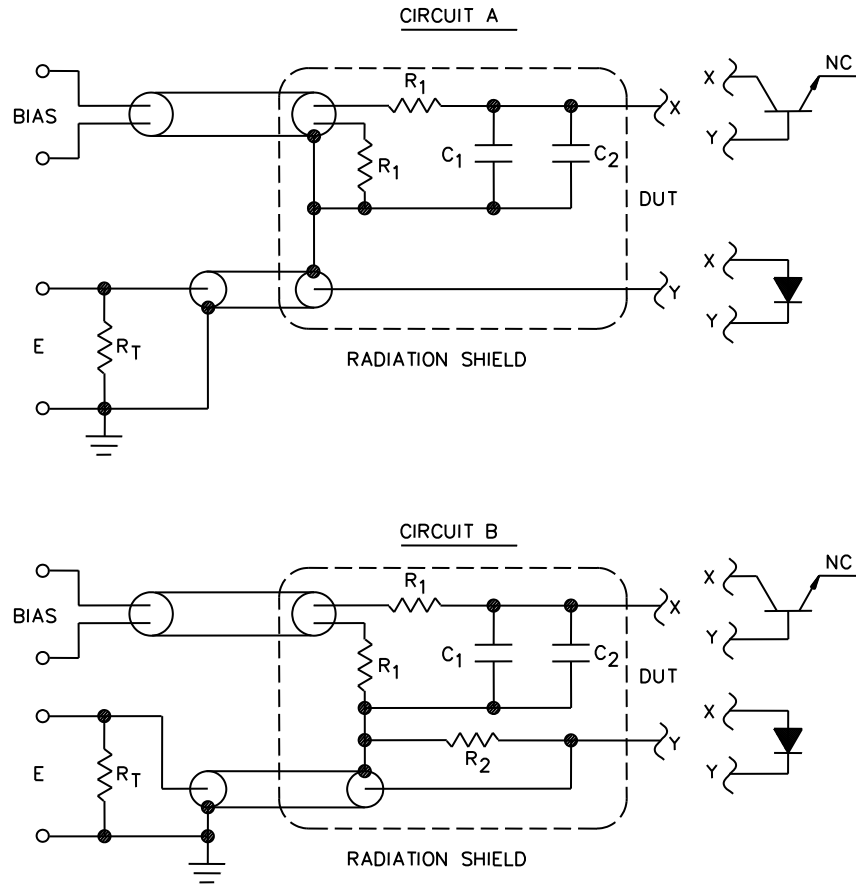 CIRCUIT A
R1
X
X
NC
BIAS
R1
C1
C2
Y
DUT
X
Y
Y
E
RT
RADIATION SHIELD
CIRCUIT B
R1
X
X
NC
BIAS
R1
C1
C2
Y
DUT
X
Y
R2
E
RT
Y
RADIATION SHIELD